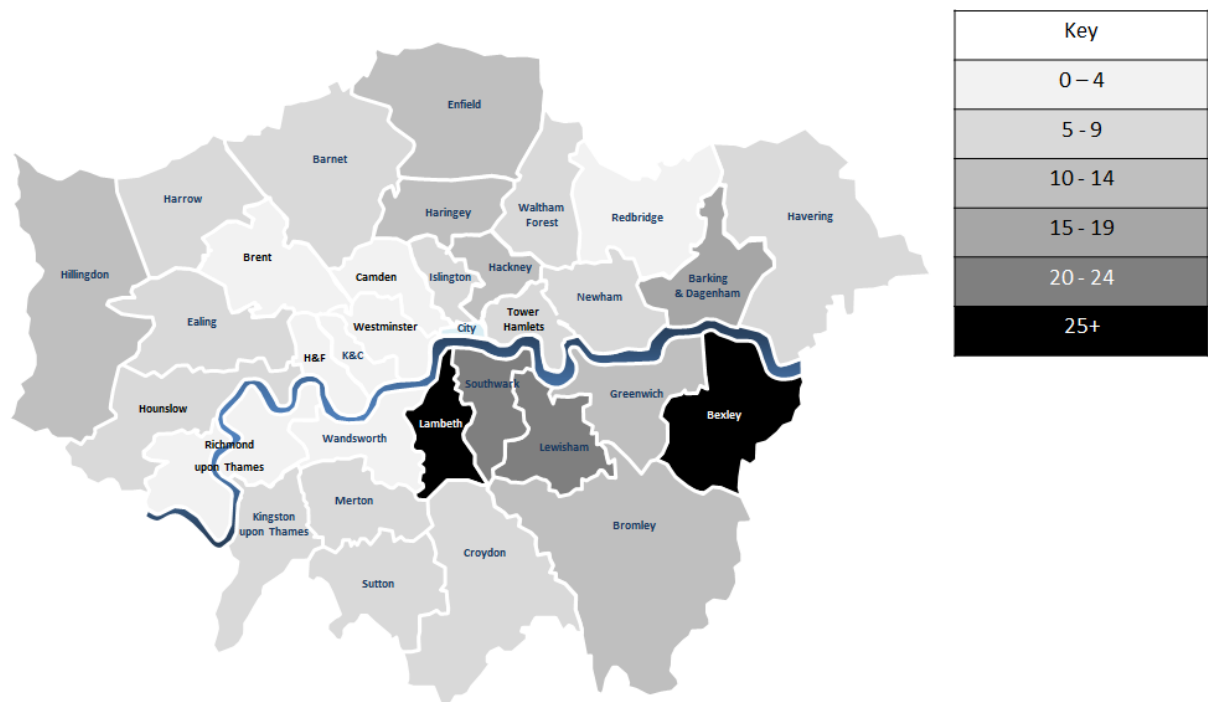 Key
0 – 4
5 - 9
10 - 14
15 - 19
20 - 24
25+
Enfield
Barnet
Harrow
Haringey
Waltham
Forest
Redbridge
Havering
Hillingdon
Brent
Camden
Islington
Hackney
Barking
& Dagenham
Newham
Ealing
Westminster
Tower
Hamlets
City
H&F
K&C
Hounslow
Southwack
Greenwich
Bexley
Lambeth
Wandsworth
Richmond
upon Thames
Lewisham
Merton
Kingston
upon Thames
Bromley
Croydon
Sutton